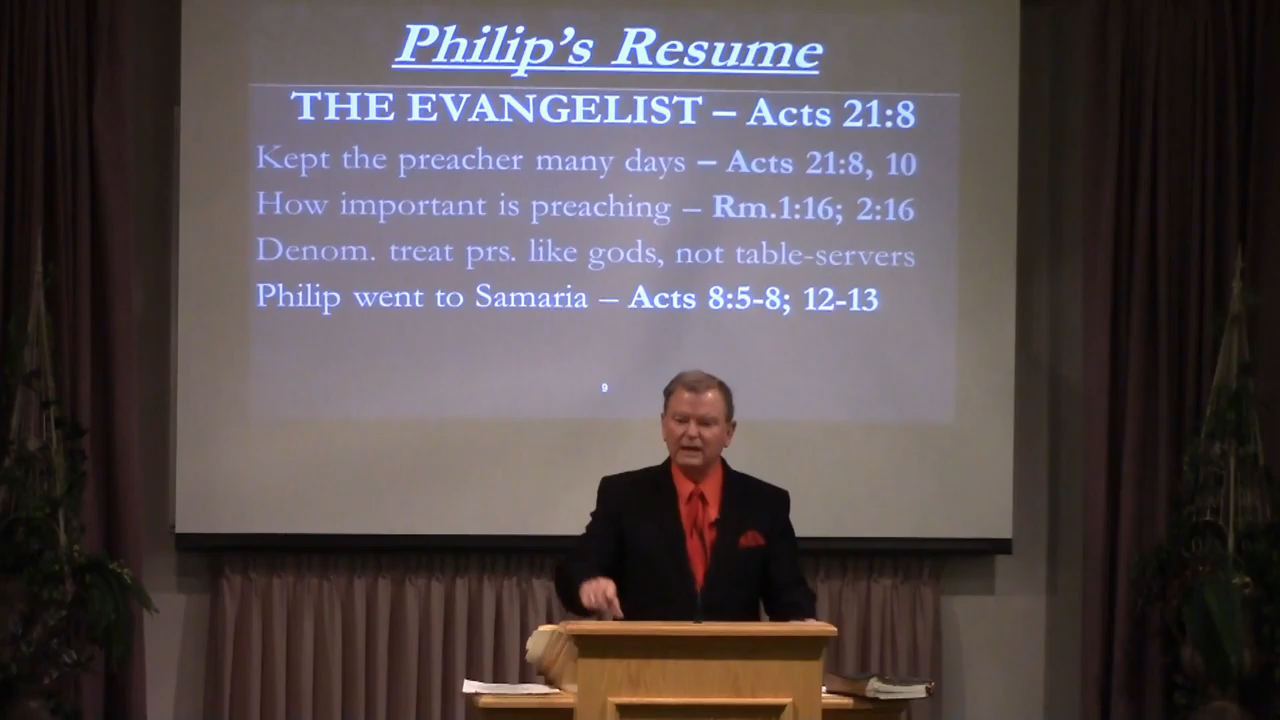 Philip's Resume
THE EVANGELIST – Acts 21:8
Kept the preacher many days – Acts 21:8, 10
How important is preaching – Rm.1:16; 2:16
Denom. treat prs. like gods, not table-servers
Philip went to Samaria – Acts 8:5-8; 12-13
9